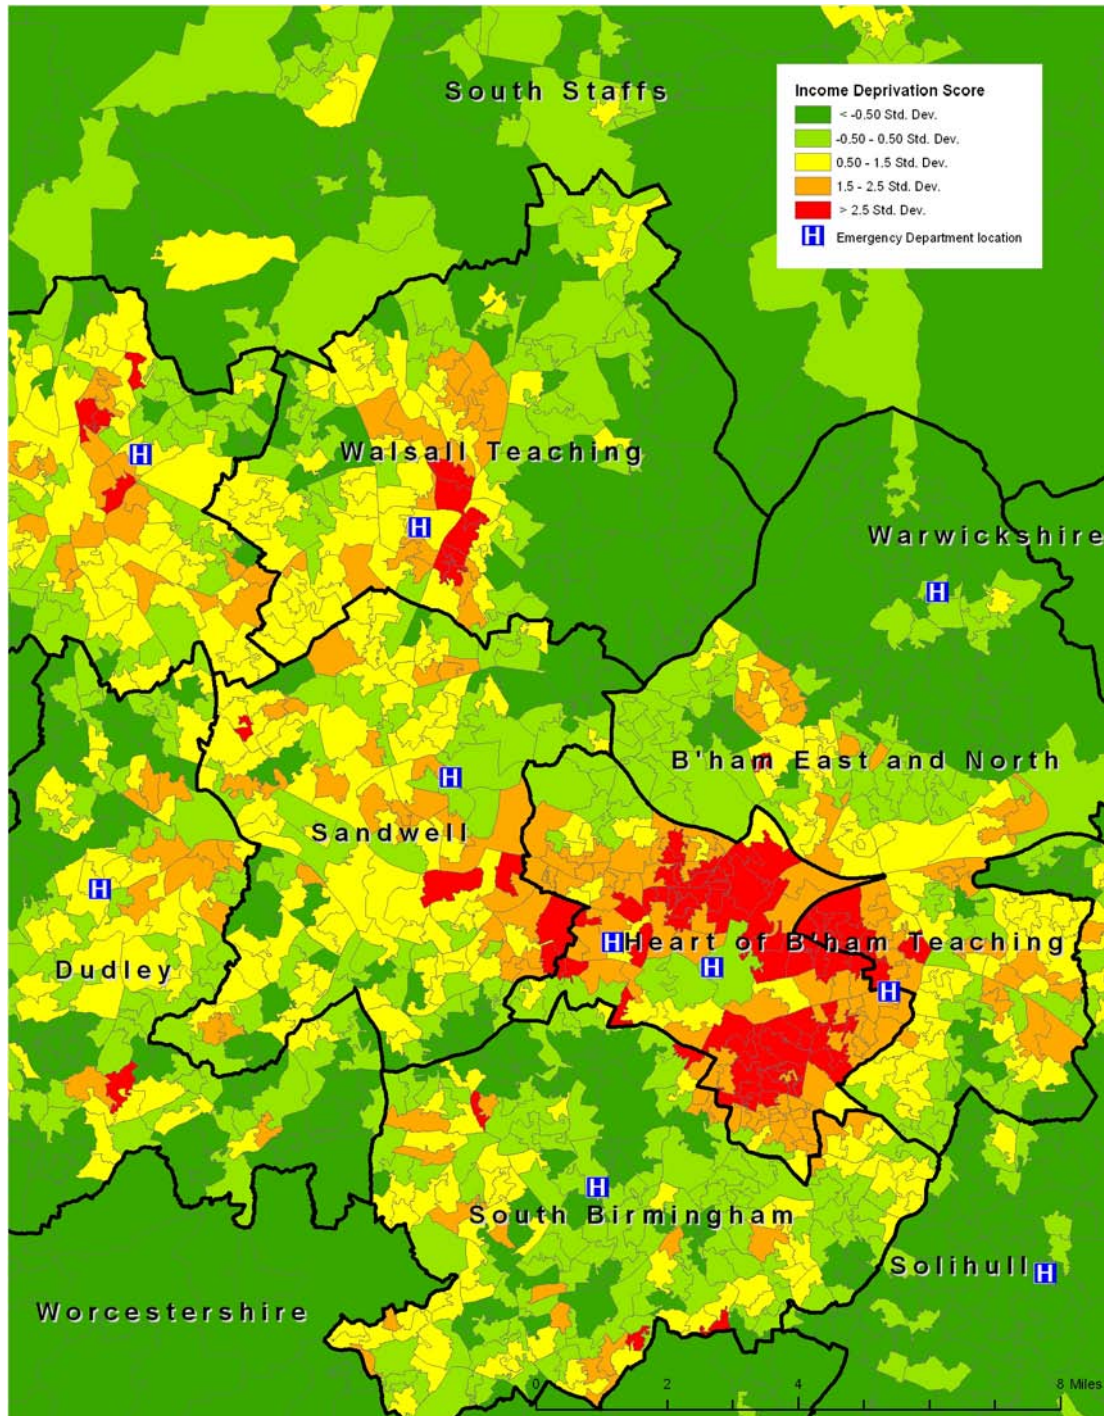 South Staffs
Income Deprivation Score
< -0.50 Std. Dev.
-0.50 - 0.50 Std. Dev.
0.50 - 1.5 Std. Dev.
1.5 - 2.5 Std. Dev.
> 2.5 Std. Dev.
H Emergency Department location
H
Walsall Teaching
H
Warwickshire
H
B'ham East and North
H
Sandwell
H
H
Heart of B'ham Teaching
H
H
Dudley
H
South Birmingham
Solihull
H
Worcestershire
0 2 4 8 Miles